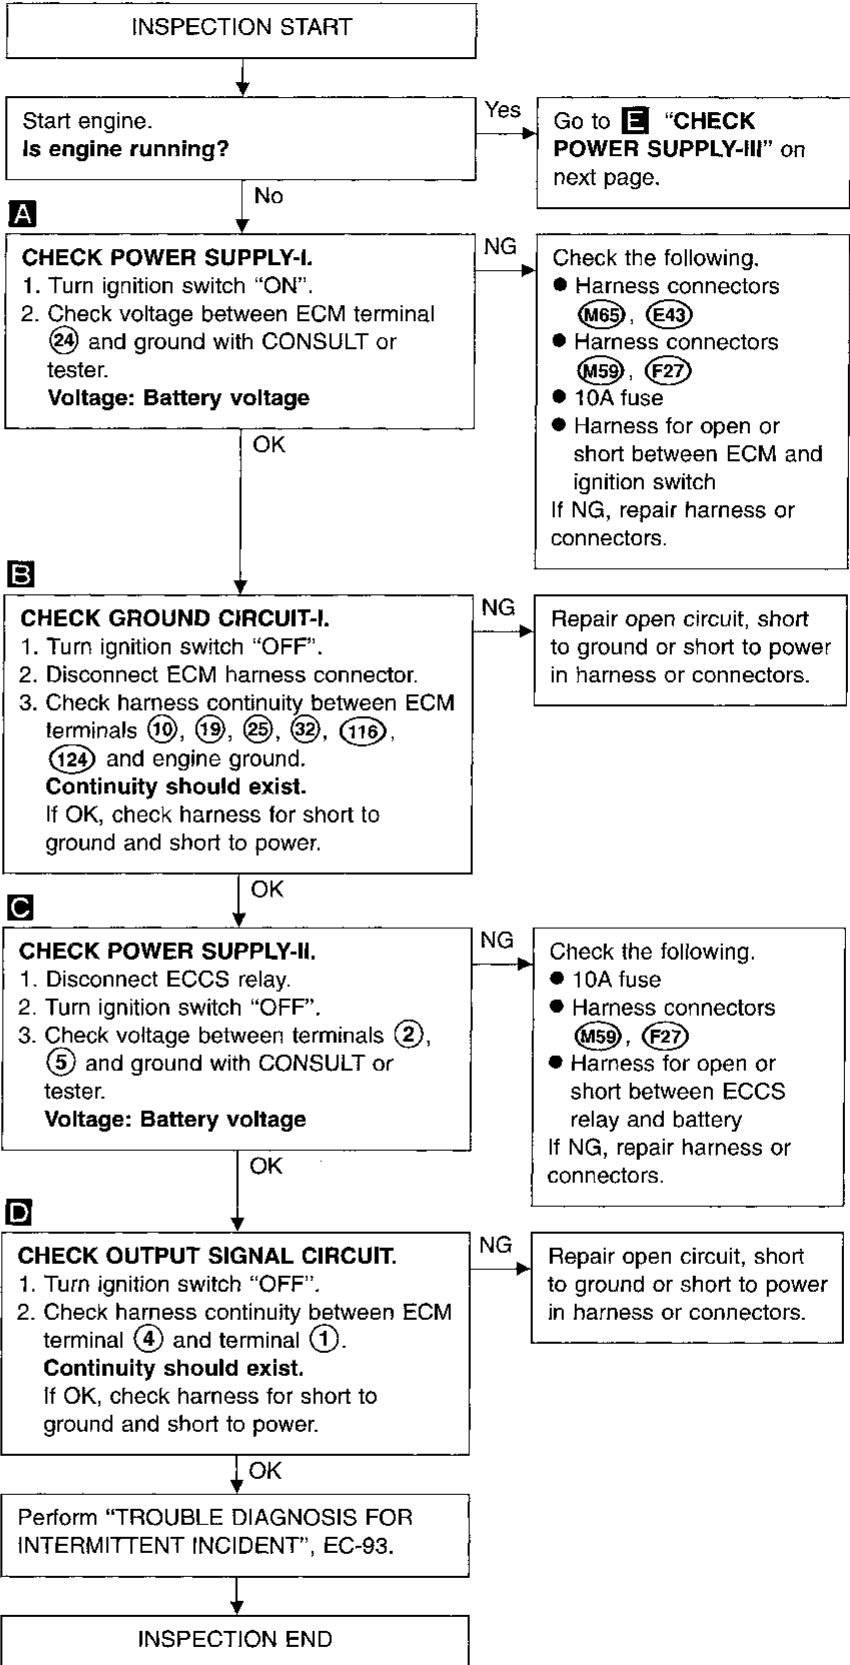 INSPECTION START
Start engine.
Is engine running?
Yes
Go to E “CHECK
POWER SUPPLY-III” on
next page.
No
A
CHECK POWER SUPPLY-I.
1. Turn ignition switch “ON”.
2. Check voltage between ECM terminal
24 and ground with CONSULT or
tester.
Voltage: Battery voltage
NG
Check the following.
● Harness connectors
M65, E43
● Harness connectors
M59, F27
● 10A fuse
● Harness for open or
short between ECM and
ignition switch
If NG, repair harness or
connectors.
OK
B
CHECK GROUND CIRCUIT-I.
1. Turn ignition switch “OFF”.
2. Disconnect ECM harness connector.
3. Check harness continuity between ECM
terminals 10, 19, 25, 32, 116,
124 and engine ground.
Continuity should exist.
If OK, check harness for short to
ground and short to power.
NG
Repair open circuit, short
to ground or short to power
in harness or connectors.
OK
C
CHECK POWER SUPPLY-II.
1. Disconnect ECCS relay.
2. Turn ignition switch “OFF”.
3. Check voltage between terminals 2,
5 and ground with CONSULT or
tester.
Voltage: Battery voltage
NG
Check the following.
● 10A fuse
● Harness connectors
M59, F27
● Harness for open or
short between ECCS
relay and battery
If NG, repair harness or
connectors.
OK
D
CHECK OUTPUT SIGNAL CIRCUIT.
1. Turn ignition switch “OFF”.
2. Check harness continuity between ECM
terminal 4 and terminal 1.
Continuity should exist.
If OK, check harness for short to
ground and short to power.
NG
Repair open circuit, short
to ground or short to power
in harness or connectors.
OK
Perform “TROUBLE DIAGNOSIS FOR
INTERMITTENT INCIDENT”, EC-93.
INSPECTION END